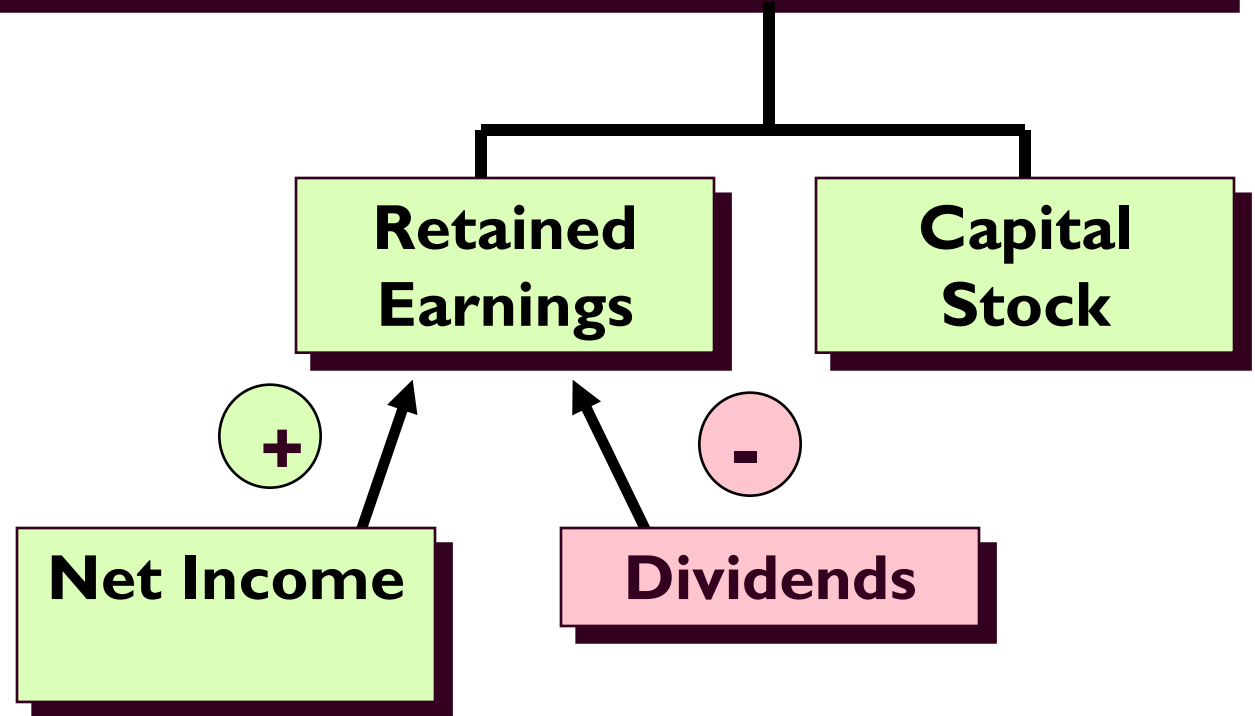 Retained
Earnings
Capital
Stock
+
-
Net Income
Dividends